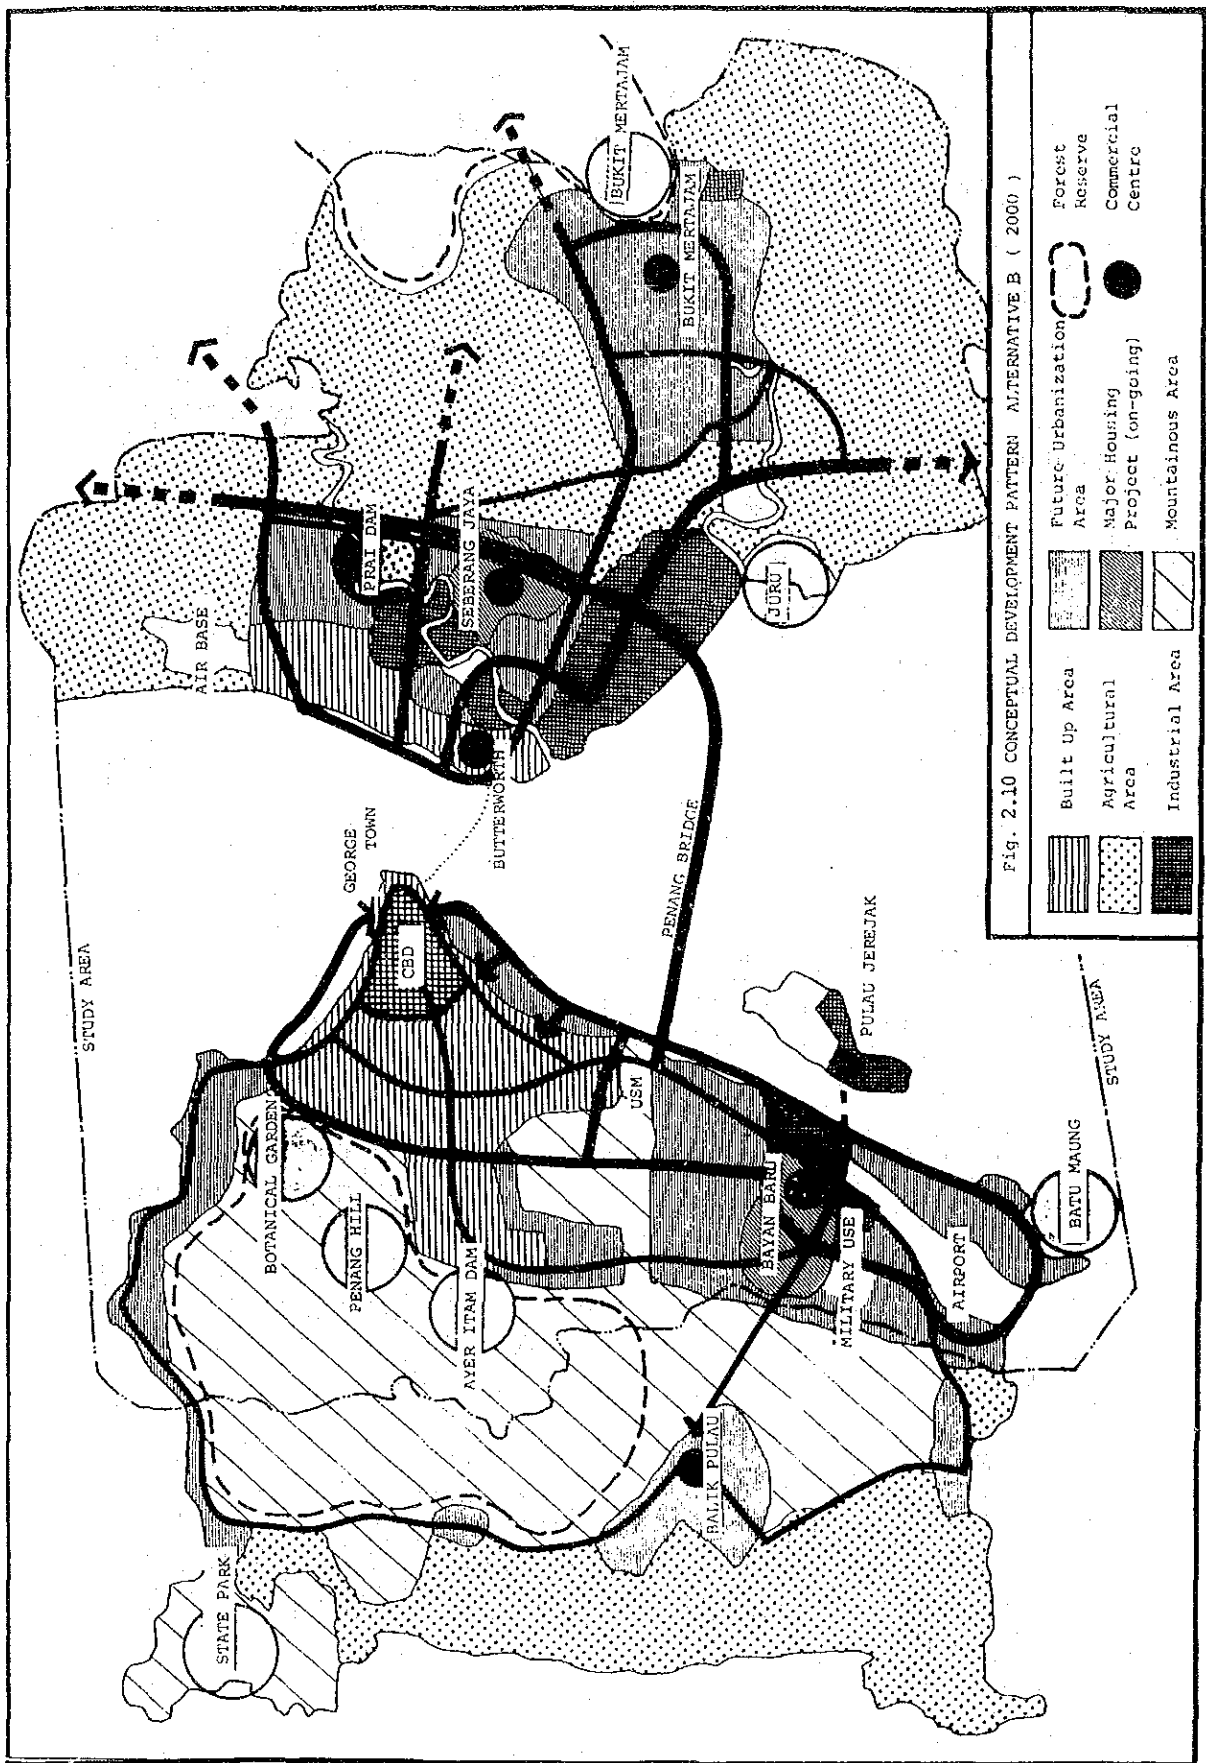 STUDY AREA
STATE PARK
BOTANICAL GARDEN
PENANG HILL
AYER ITAM DAM
BALIK PULAU
GEORGE
TOWN
CBD
USM
BAYAN BARU
MILITARY USE
AIRPORT
BATU MAUNG
PULAU JEREJAK
STUDY AREA
PENANG BRIDGE
BUTTERWORTH
AIR BASE
PRAI DAM
SEBERANG JAYA
JURU
BUKIT MERTAJAM
BUKIT MERTAJAM
Fig. 2.10 CONCEPTUAL DEVELOPMENT PATTERN ALTERNATIVE B ( 2000 )
Built Up Area
Agricultural
Area
Industrial Area
Future Urbanization
Area
Major Housing
Project (on-going)
Mountainous Area
Forest
Reserve
Commercial
Centre